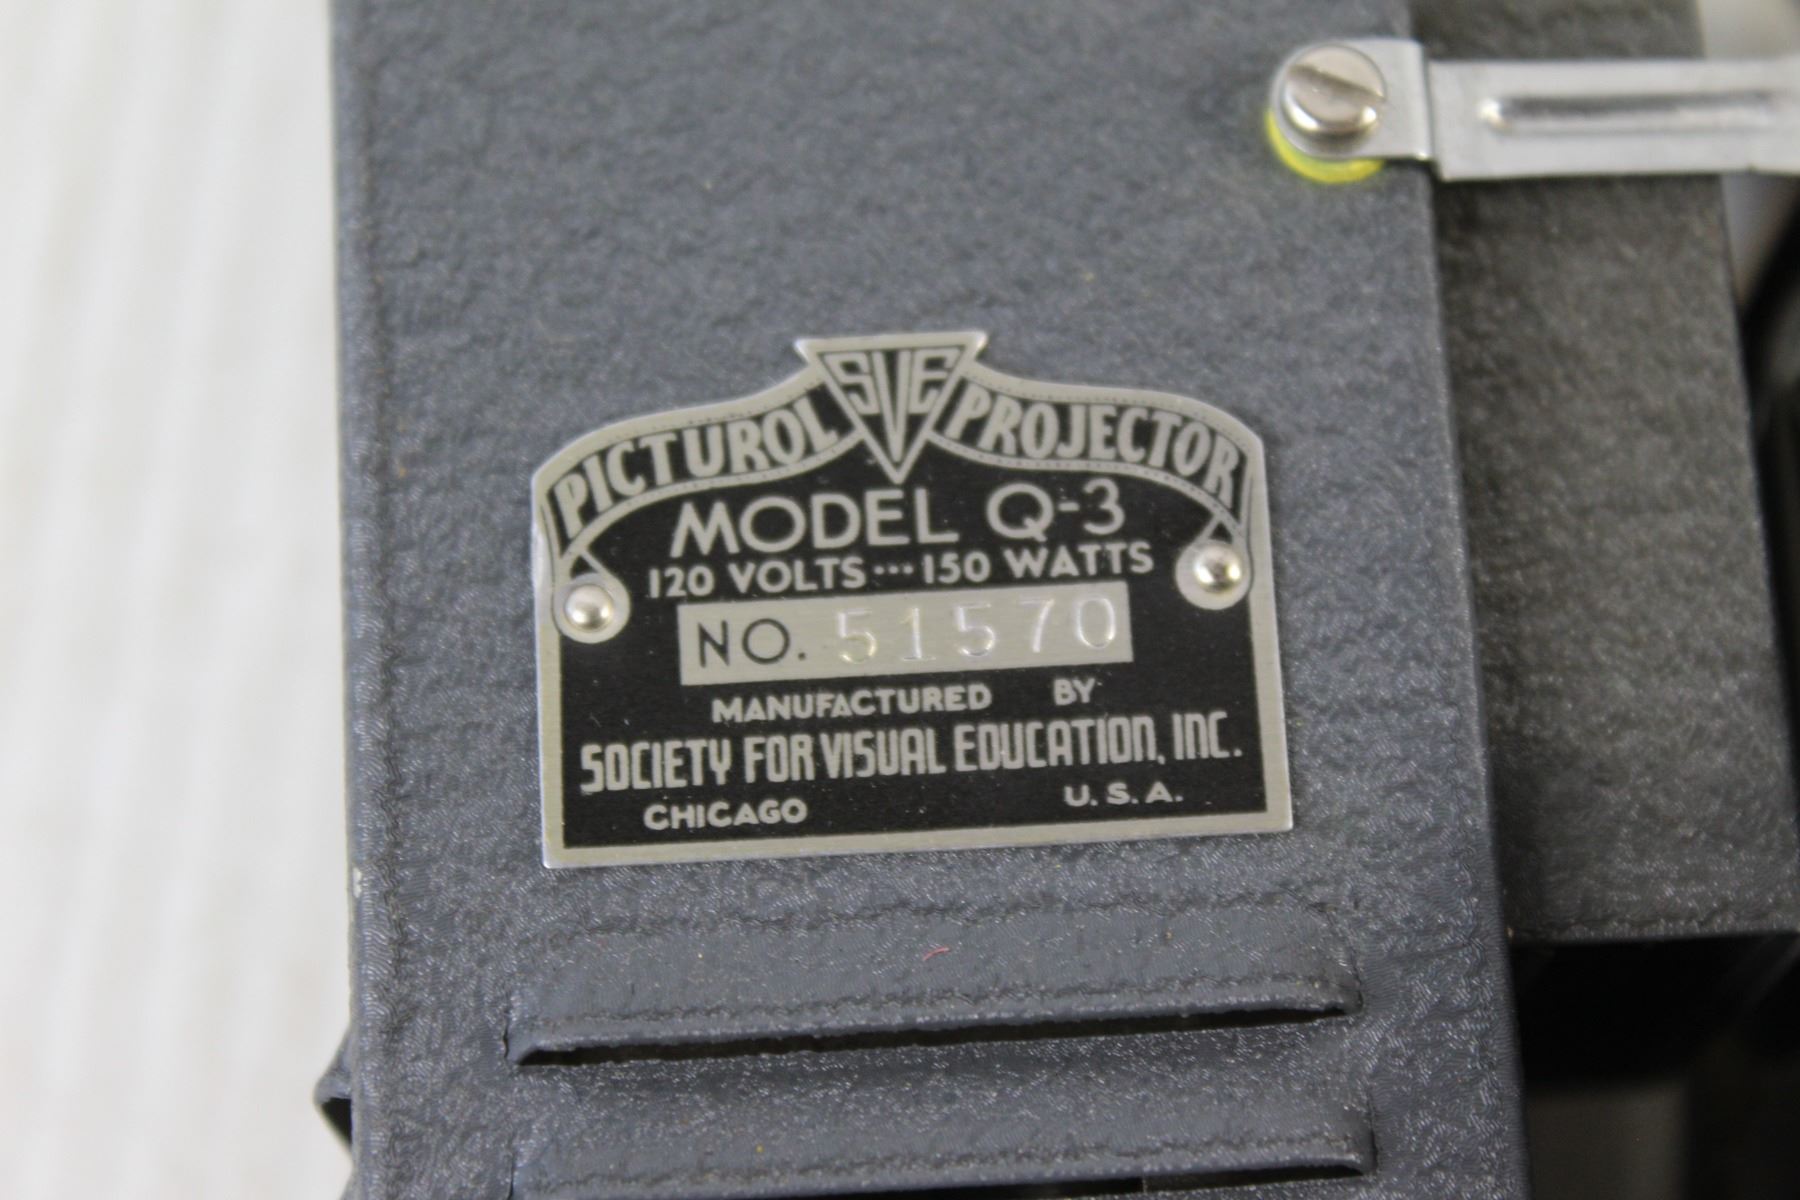 SVE
PICTUROL PROJECTOR
MODEL Q-3
120 VOLTS...150 WATTS
NO. 51570
MANUFACTURED BY
SOCIETY FOR VISUAL EDUCATION, INC.
CHICAGO U.S.A.